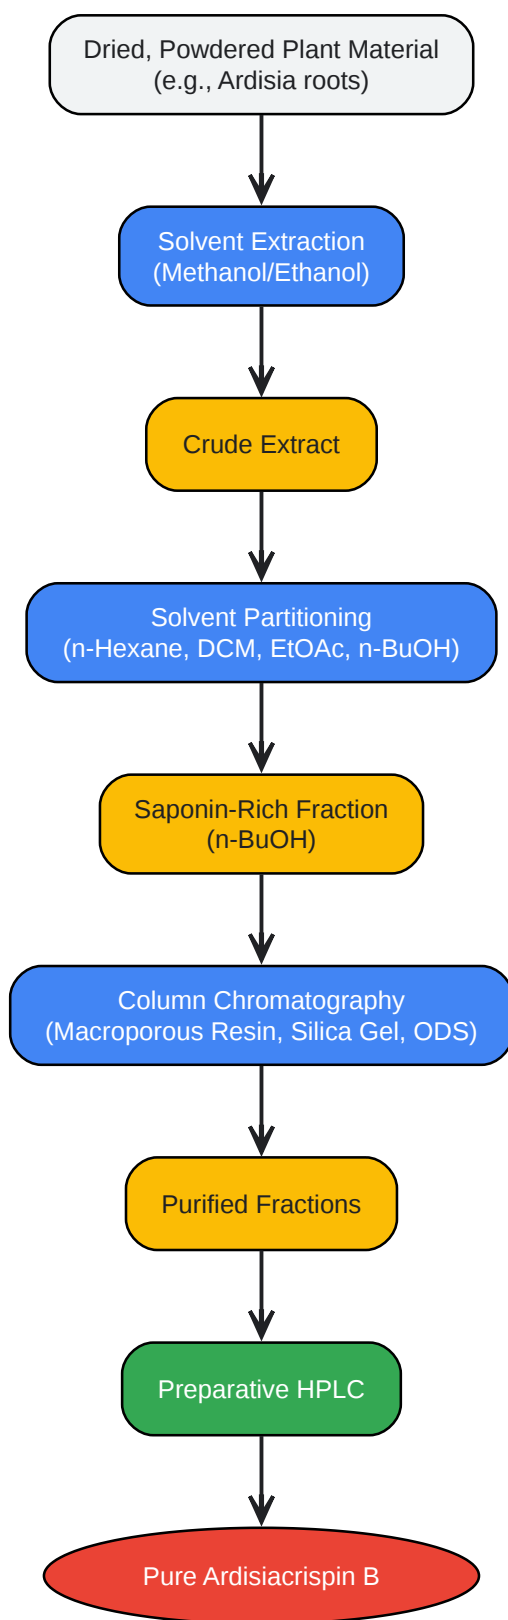 Dried, Powdered Plant Material
(e.g., Ardisia roots)
Solvent Extraction
(Methanol/Ethanol)
Crude Extract
Solvent Partitioning
(n-Hexane, DCM, EtOAc, n-BuOH)
Saponin-Rich Fraction
(n-BuOH)
Column Chromatography
(Macroporous Resin, Silica Gel, ODS)
Purified Fractions
Preparative HPLC
Pure Ardisiacrispin B